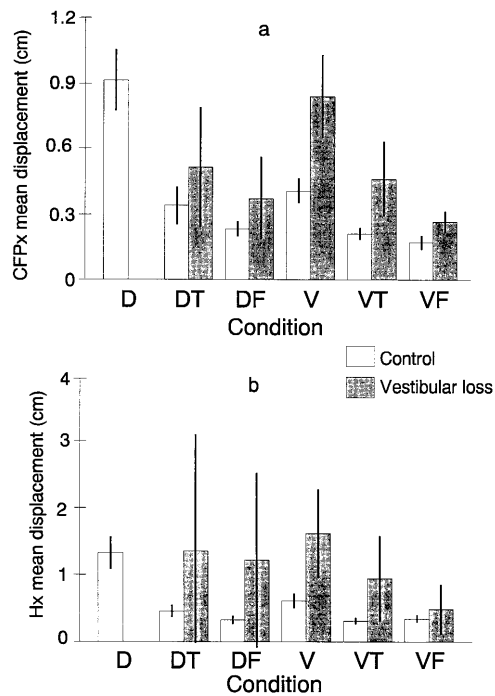 a
CFPx mean displacement (cm)
1.2
0.9
0.6
0.3
0
D DT DF V VT VF
Condition
Control
Vestibular loss
b
Hx mean displacement (cm)
4
3
2
1
0
D DT DF V VT VF
Condition